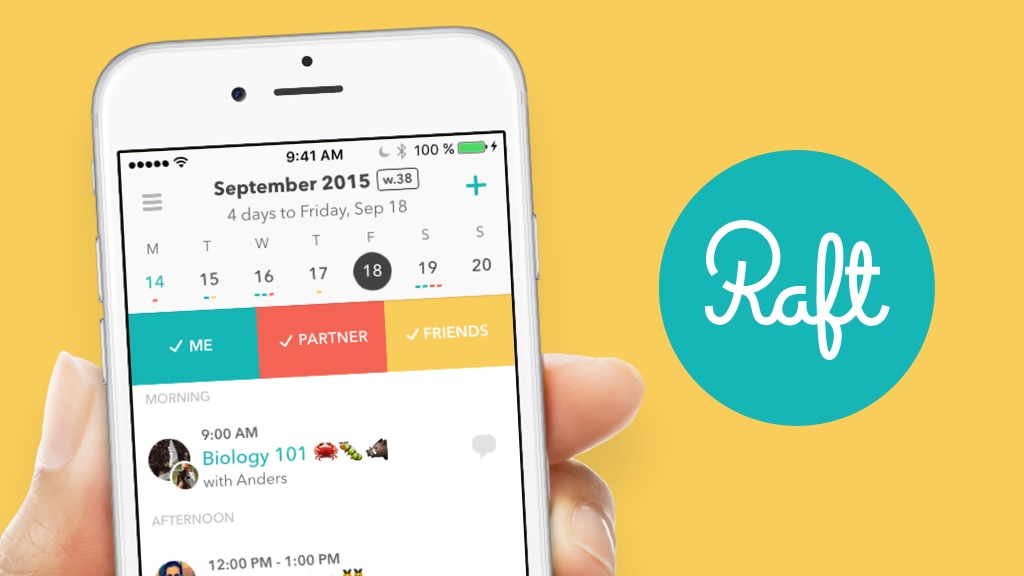 9:41 AM
100 %
September 2015 w.38
4 days to Friday, Sep 18
M T W T F S S
14 15 16 17 18 19 20
ME PARTNER FRIENDS
MORNING
9:00 AM
Biology 101
with Anders
AFTERNOON
12:00 PM - 1:00 PM
Raft